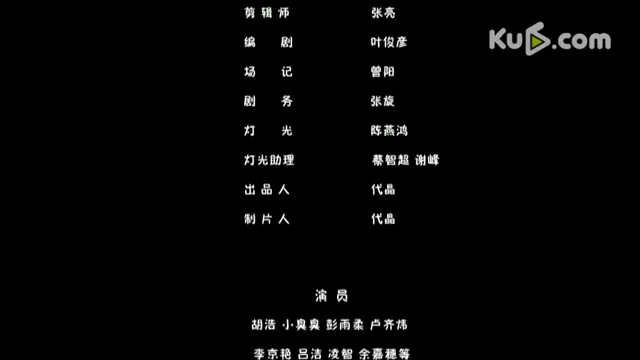 剪辑师 张亮
Ku6.com
编 剧 叶俊彦
场 记 曾阳
剧 务 张旋
灯 光 陈燕鸿
灯光助理 蔡智超 谢峰
出品人 代晶
制片人 代晶
演 员
胡浩 小臭臭 彭雨柔 卢齐炜
李京艳 吕洁 凌智 余嘉穗等